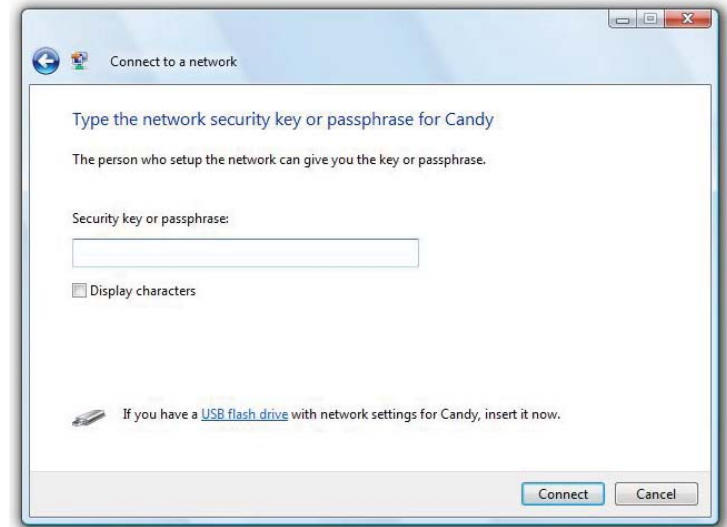 Connect to a network
Type the network security key or passphrase for Candy
The person who setup the network can give you the key or passphrase.
Security key or passphrase:
Display characters
If you have a USB flash drive with network settings for Candy, insert it now.
Connect Cancel